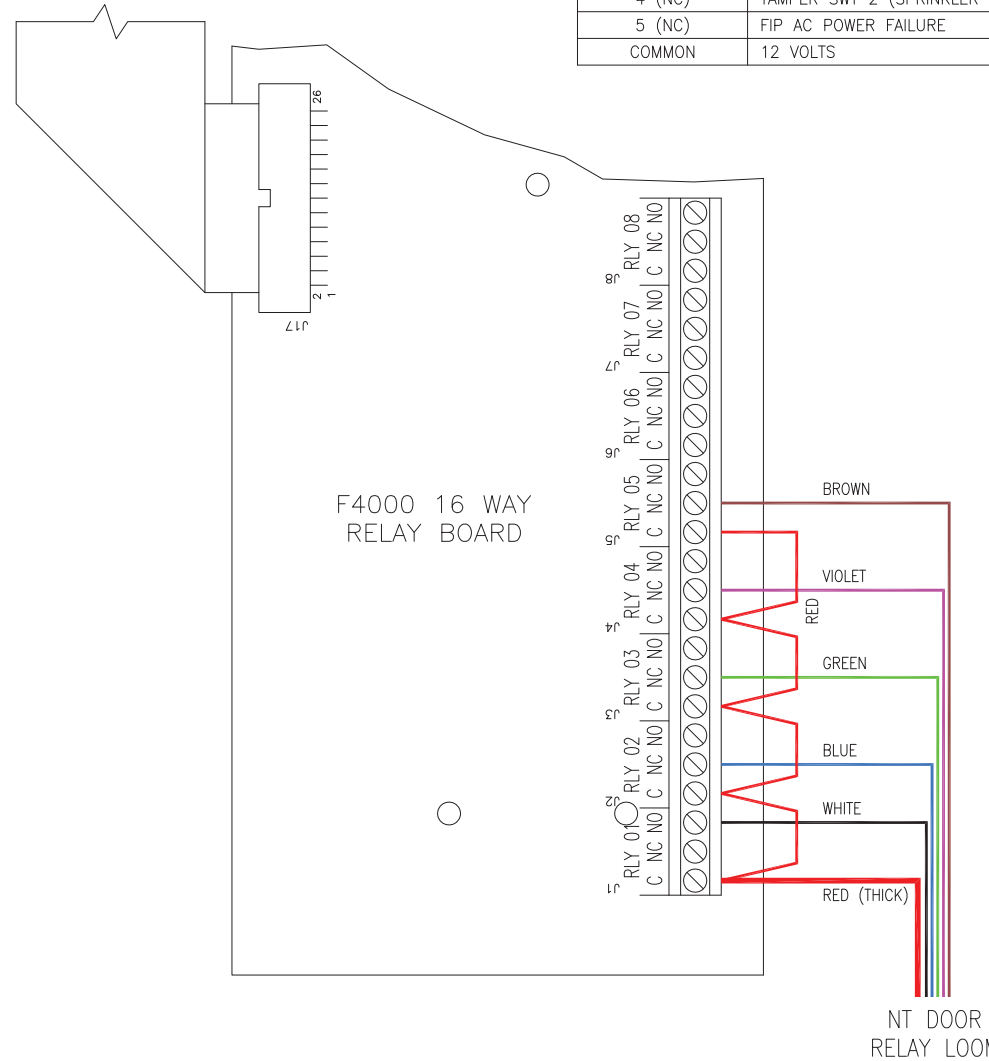 4 (NC)
5 (NC) FIP AC POWER FAILURE
COMMON 12 VOLTS
26
2
1
J17
F4000 16 WAY
RELAY BOARD
J8 RLY 08
C NC NO
J7 RLY 07
C NC NO
J6 RLY 06
C NC NO
J5 RLY 05
C NC NO
J4 RLY 04
C NC NO
J3 RLY 03
C NC NO
J2 RLY 02
C NC NO
J1 RLY 01
C NC NO
BROWN
VIOLET
RED
GREEN
BLUE
WHITE
RED (THICK)
NT DOOR
RELAY LOOM